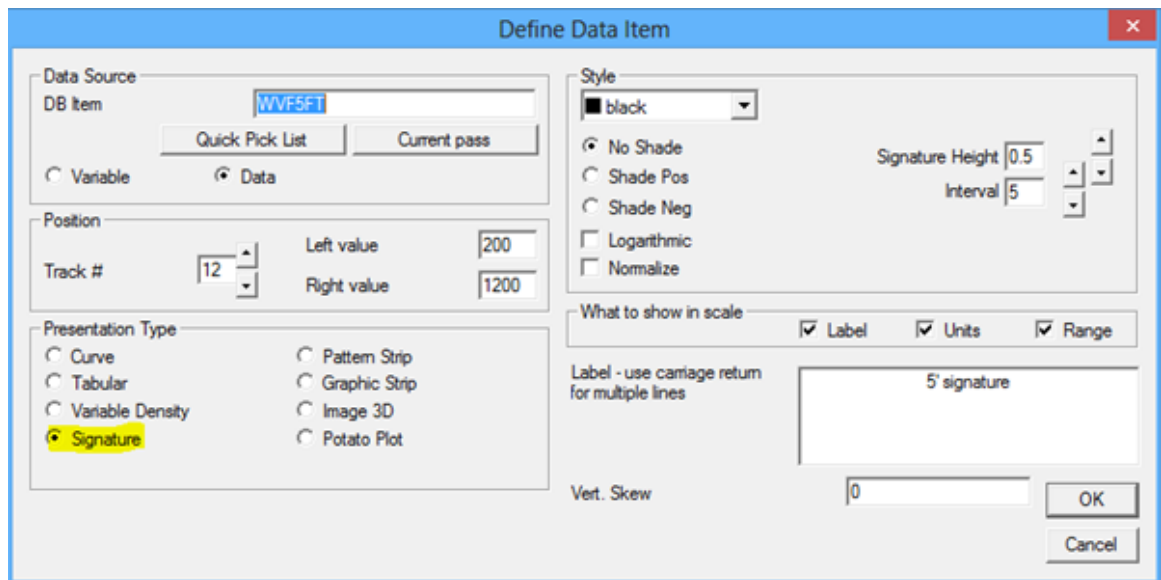 Define Data Item
Data Source
DB Item WVF5FT
Quick Pick List Current pass
Variable Data
Position
Track # 12
Left value 200
Right value 1200
Presentation Type
Curve Pattern Strip
Tabular Graphic Strip
Variable Density Image 3D
Signature Potato Plot
Style
black
No Shade
Shade Pos
Shade Neg
Logarithmic
Normalize
Signature Height 0.5
Interval 5
What to show in scale
Label Units Range
Label - use carriage return
for multiple lines
5' signature
Vert. Skew 0
OK
Cancel